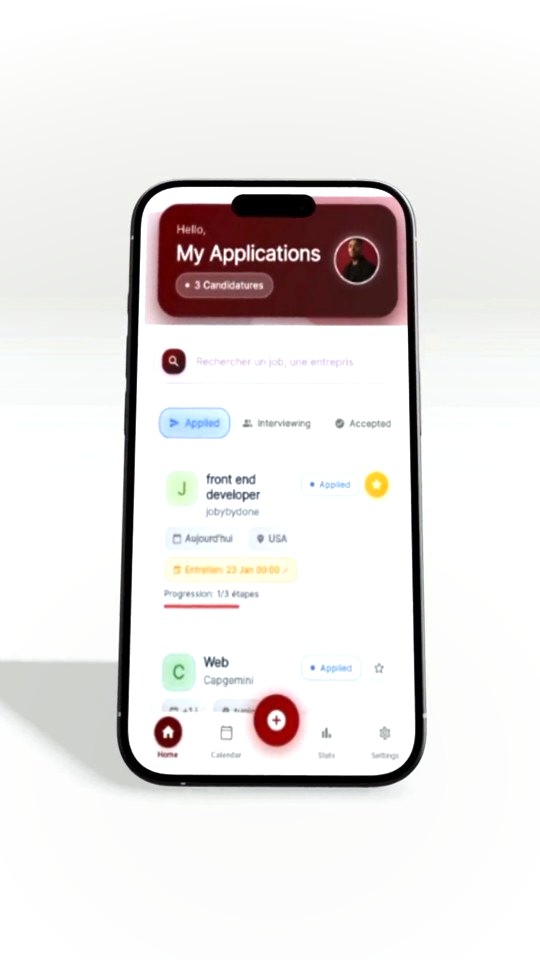 Hello,
My Applications
3 Candidatures
Rechercher un job, une entrepris
Applied
Interviewing
Accepted
J
front end
developer
jobybydone
Applied
Aujourd'hui
USA
Entretien: 23 Jan 00:00
Progression: 1/3 étapes
C
Web
Capgemini
Applied
Home
Calendar
Stats
Settings